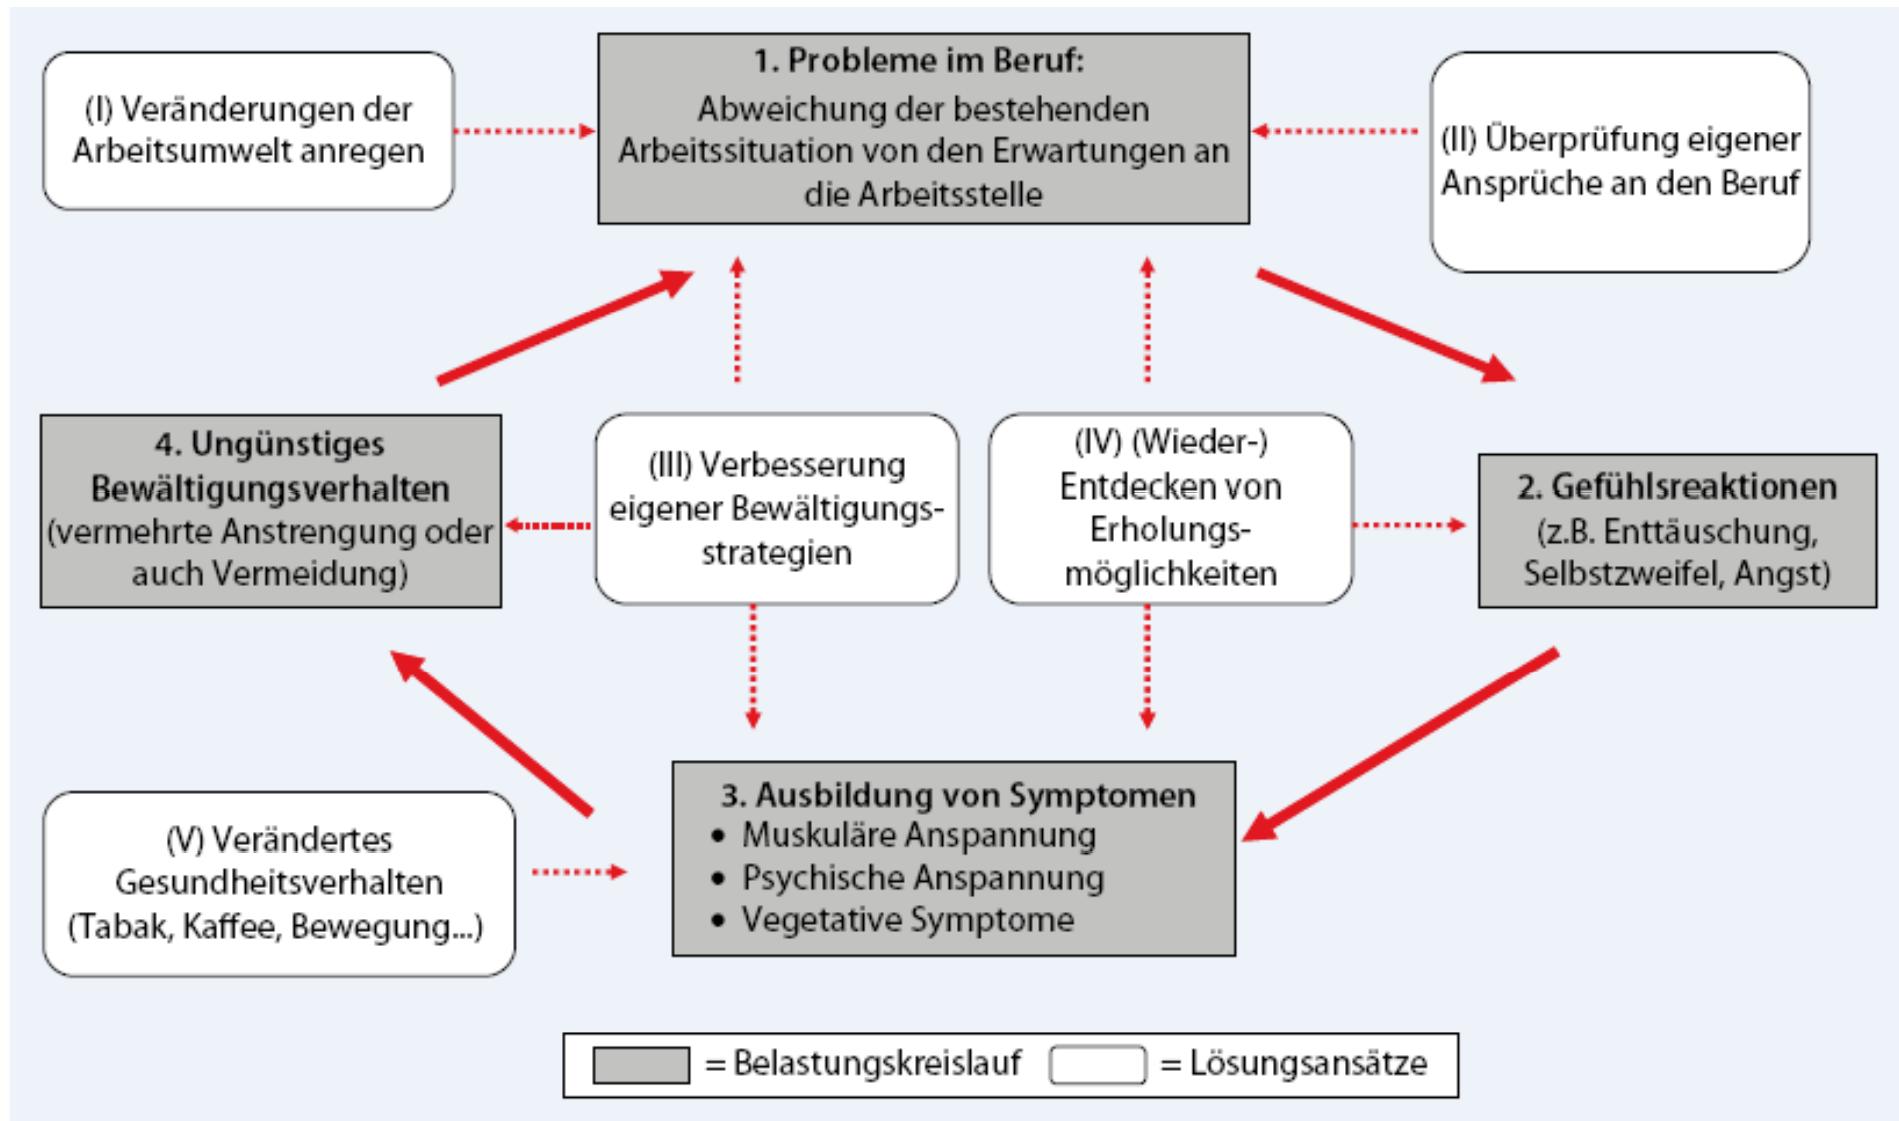 1. Probleme im Beruf:
Abweichung der bestehenden
Arbeitssituation von den Erwartungen an
die Arbeitsstelle
(I) Veränderungen der
Arbeitsumwelt anregen
(II) Überprüfung eigener
Ansprüche an den Beruf
4. Ungünstiges
Bewältigungsverhalten
(vermehrte Anstrengung oder
auch Vermeidung)
(III) Verbesserung
eigener Bewältigungs-
strategien
(IV) (Wieder-)
Entdecken von
Erholungs-
möglichkeiten
2. Gefühlsreaktionen
(z.B. Enttäuschung,
Selbstzweifel, Angst)
(V) Verändertes
Gesundheitsverhalten
(Tabak, Kaffee, Bewegung...)
3. Ausbildung von Symptomen
• Muskuläre Anspannung
• Psychische Anspannung
• Vegetative Symptome
= Belastungskreislauf
= Lösungsansätze